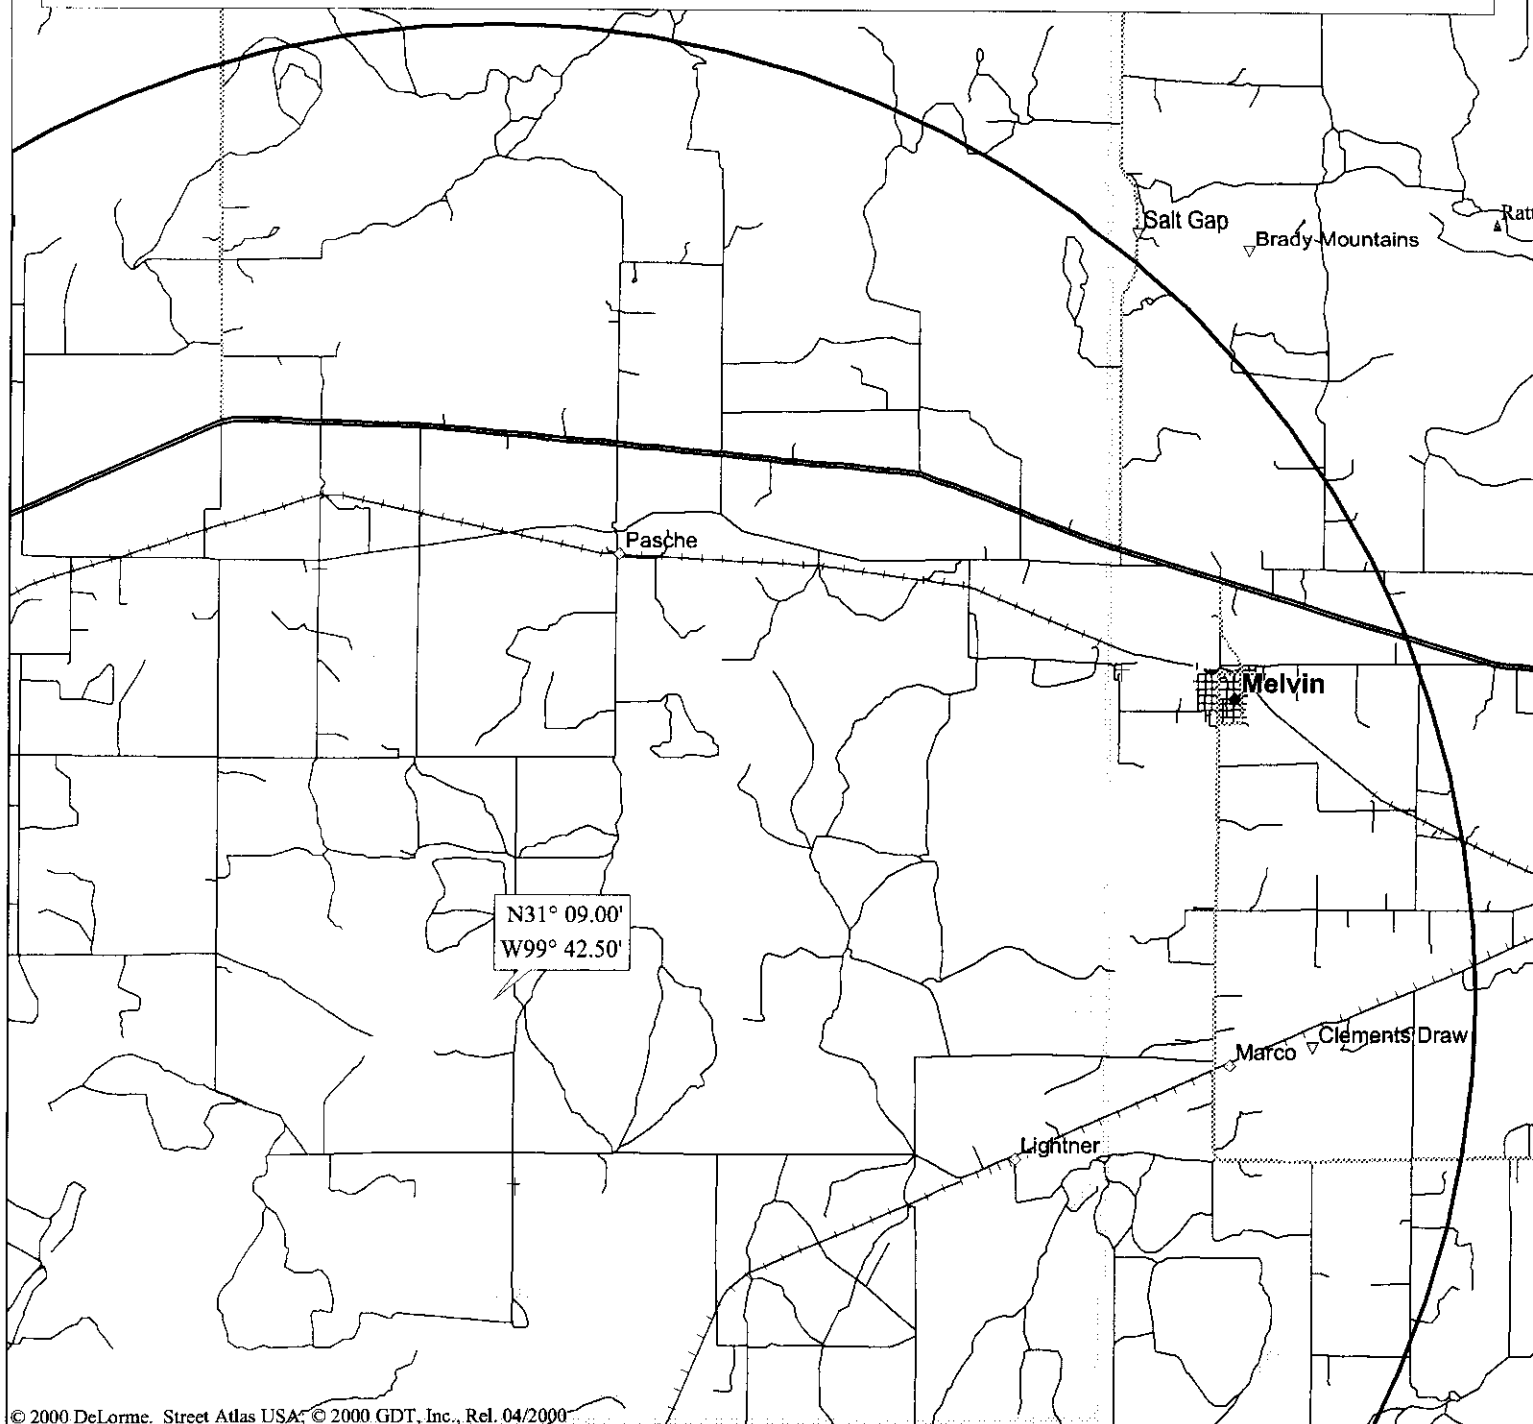 Salt Gap
Brady Mountains
Ratt
Pasche
Melvin
N31° 09.00'
W99° 42.50'
Clements Draw
Marco
Lightner
© 2000 DeLorme. Street Atlas USA; © 2000 GDT, Inc., Rel. 04/2000